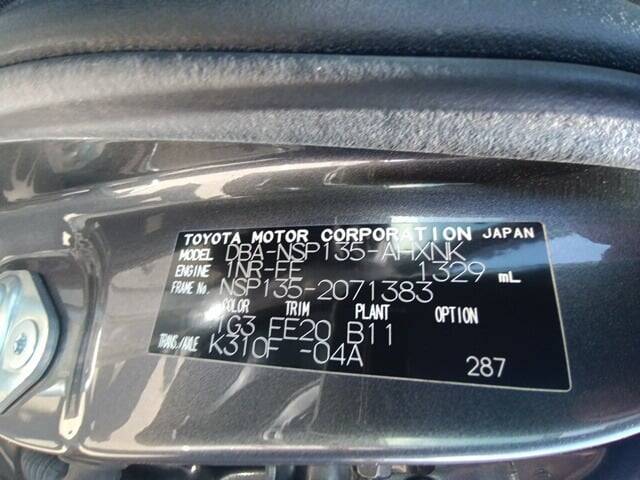 TOYOTA MOTOR CORPORATION JAPAN
MODEL DBA-NSP135-AHXNK
ENGINE 1NR-FE 1329 mL
FRAME No. NSP135-2071383
COLOR TRIM PLANT OPTION
1G3 FE20 B11
TRANS./AXLE K310F -04A
287